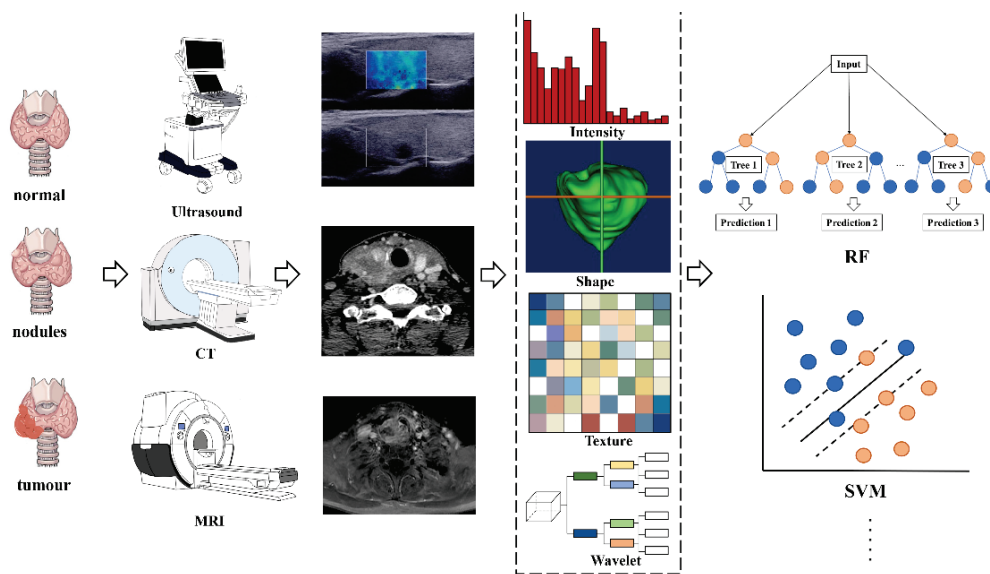 normal
nodules
tumour
Ultrasound
CT
MRI
Intensity
Shape
Texture
Wavelet
Input
Tree 1
Tree 2
...
Tree 3
Prediction 1
Prediction 2
Prediction 3
RF
SVM